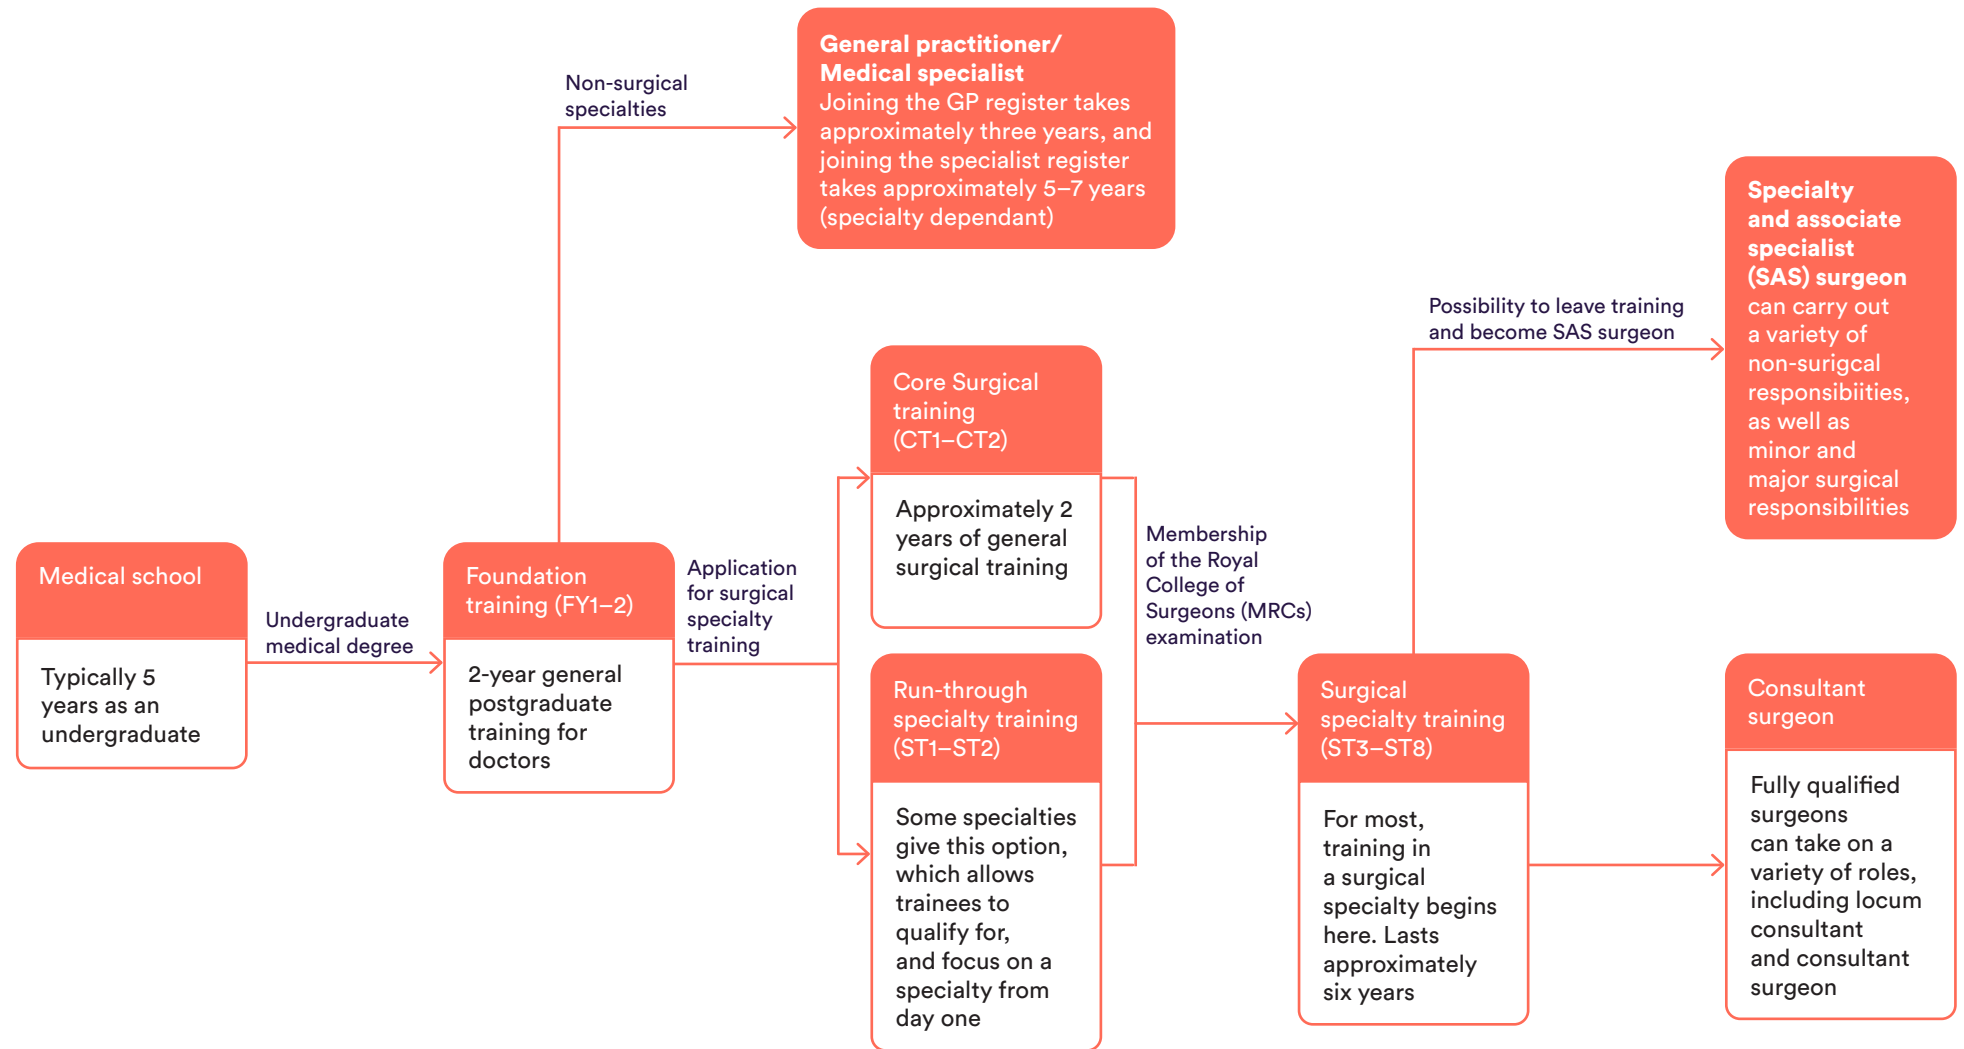 Medical school
Typically 5
years as an
undergraduate
Undergraduate
medical degree
Foundation
training (FY1–2)
2-year general
postgraduate
training for
doctors
Non-surgical
specialties
General practitioner/
Medical specialist
Joining the GP register takes
approximately three years, and
joining the specialist register
takes approximately 5–7 years
(specialty dependant)
Application
for surgical
specialty
training
Core Surgical
training
(CT1–CT2)
Approximately 2
years of general
surgical training
Run-through
specialty training
(ST1–ST2)
Some specialties
give this option,
which allows
trainees to
qualify for,
and focus on a
specialty from
day one
Membership
of the Royal
College of
Surgeons (MRCs)
examination
Surgical
specialty training
(ST3–ST8)
For most,
training in
a surgical
specialty begins
here. Lasts
approximately
six years
Possibility to leave training
and become SAS surgeon
Specialty
and associate
specialist
(SAS) surgeon
can carry out
a variety of
non-surigcal
responsibiities,
as well as
minor and
major surgical
responsibilities
Consultant
surgeon
Fully qualified
surgeons
can take on a
variety of roles,
including locum
consultant
and consultant
surgeon